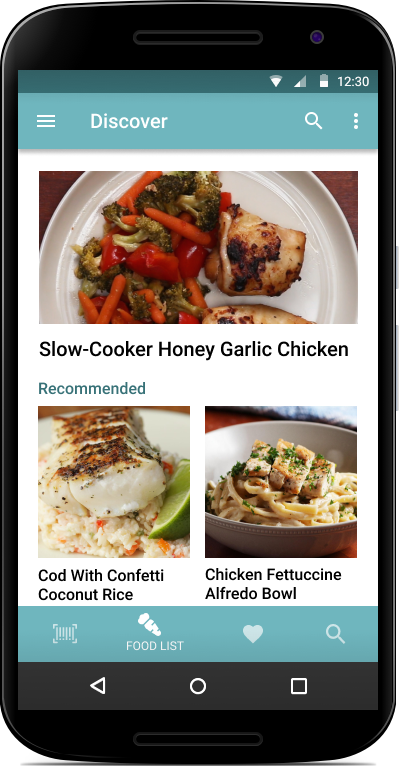 12:30
Discover
Slow-Cooker Honey Garlic Chicken
Recommended
Cod With Confetti
Coconut Rice
Chicken Fettuccine
Alfredo Bowl
FOOD LIST